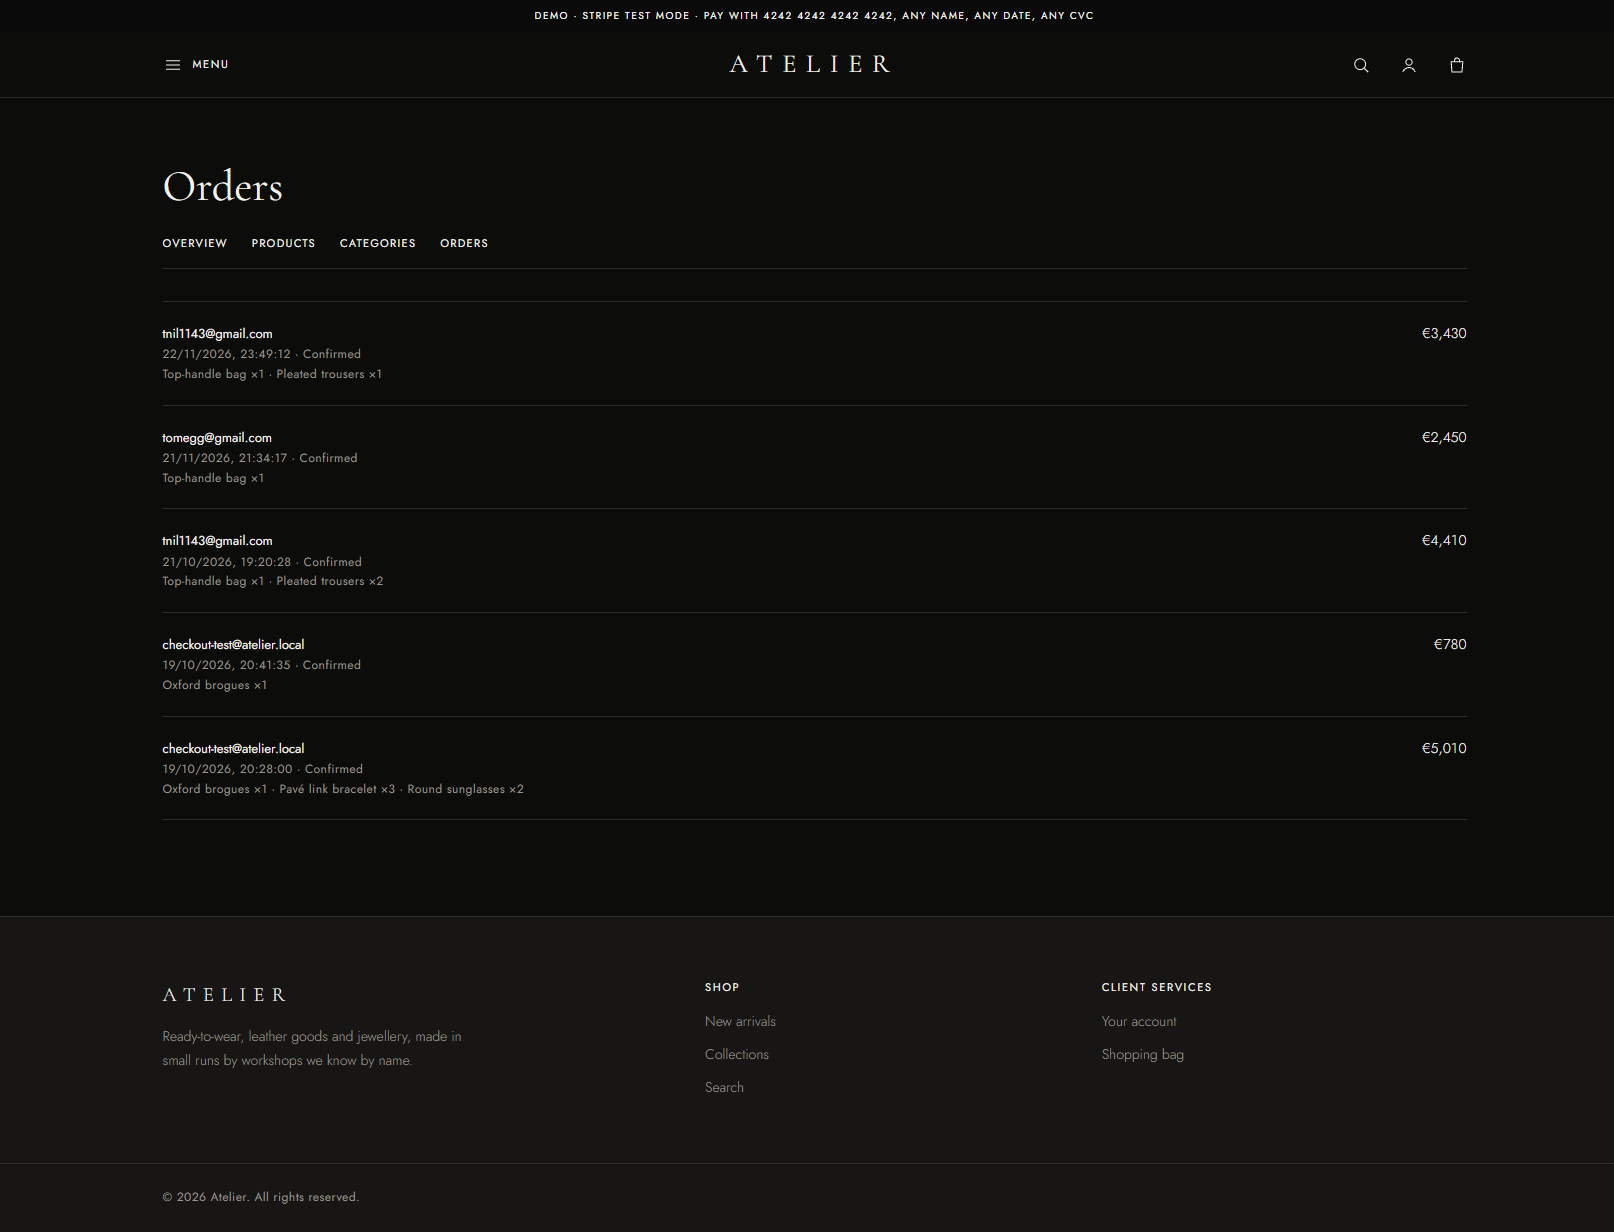 DEMO · STRIPE TEST MODE · PAY WITH 4242 4242 4242 4242, ANY NAME, ANY DATE, ANY CVC
MENU
ATELIER
Orders
OVERVIEW PRODUCTS CATEGORIES ORDERS
tnil1143@gmail.com €3,430
22/11/2026, 23:49:12 · Confirmed
Top-handle bag ×1 · Pleated trousers ×1
tomegg@gmail.com €2,450
21/11/2026, 21:34:17 · Confirmed
Top-handle bag ×1
tnil1143@gmail.com €4,410
21/10/2026, 19:20:28 · Confirmed
Top-handle bag ×1 · Pleated trousers ×2
checkout-test@atelier.local €780
19/10/2026, 20:41:35 · Confirmed
Oxford brogues ×1
checkout-test@atelier.local €5,010
19/10/2026, 20:28:00 · Confirmed
Oxford brogues ×1 · Pavé link bracelet ×3 · Round sunglasses ×2
ATELIER
Ready-to-wear, leather goods and jewellery, made in
small runs by workshops we know by name.
SHOP
New arrivals
Collections
Search
CLIENT SERVICES
Your account
Shopping bag
© 2026 Atelier. All rights reserved.